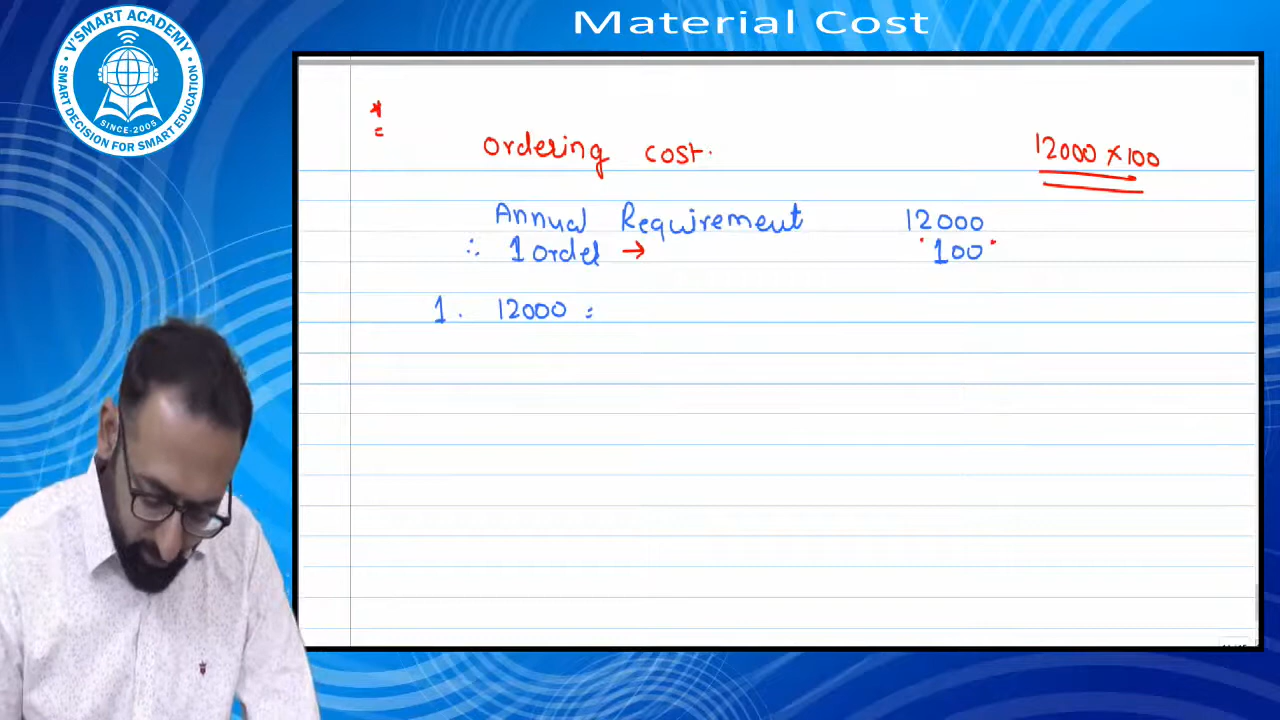 Material Cost
V'SMART ACADEMY
SINCE-2005
SMART DECISION FOR SMART EDUCATION
* =
Ordering cost.
12000 × 100
Annual Requirement 12000
∴ 1 order → 100
1. 12000 =